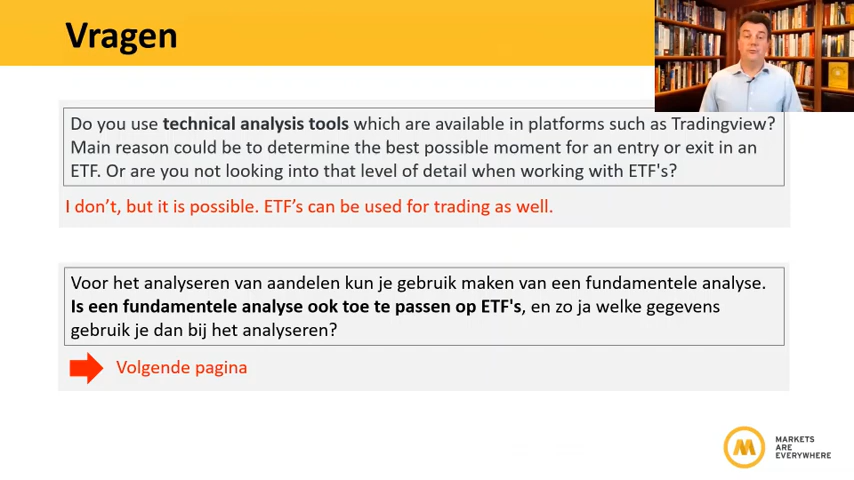 Vragen
Do you use technical analysis tools which are available in platforms such as Tradingview?
Main reason could be to determine the best possible moment for an entry or exit in an
ETF. Or are you not looking into that level of detail when working with ETF's?
I don't, but it is possible. ETF's can be used for trading as well.
Voor het analyseren van aandelen kun je gebruik maken van een fundamentele analyse.
Is een fundamentele analyse ook toe te passen op ETF's, en zo ja welke gegevens
gebruik je dan bij het analyseren?
Volgende pagina
MARKETS
ARE
EVERYWHERE